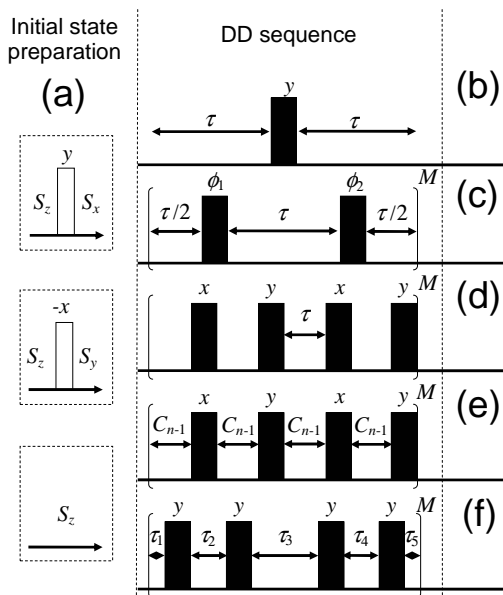 Initial state preparation
DD sequence
(a)
(b)
y
τ
τ
y
S_z
S_x
(c)
ϕ_1
ϕ_2
M
τ/2
τ
τ/2
(d)
x
y
x
y
M
τ
-x
S_z
S_y
(e)
x
y
x
y
M
C_{n-1}
C_{n-1}
C_{n-1}
C_{n-1}
S_z
(f)
y
y
y
y
M
τ_1
τ_2
τ_3
τ_4
τ_5